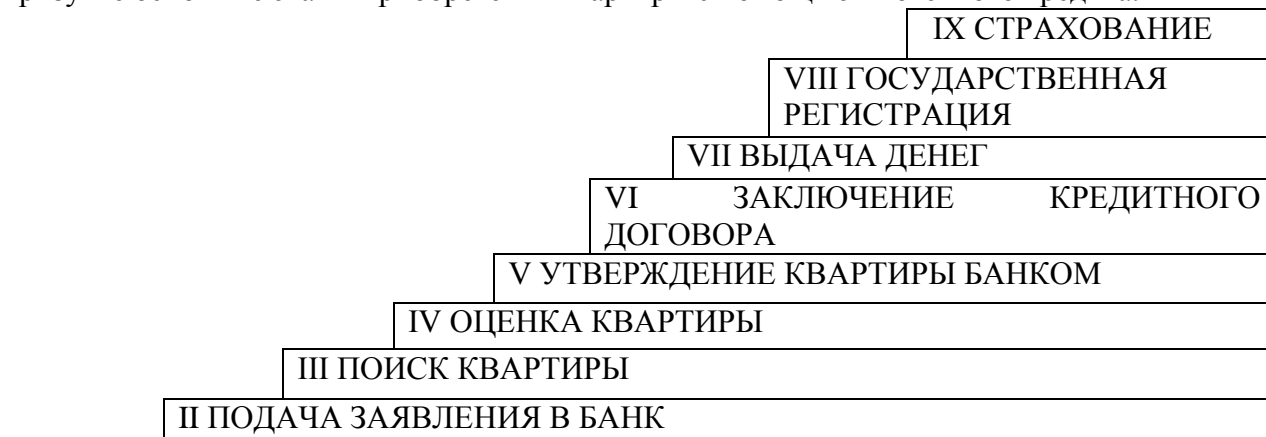 IX СТРАХОВАНИЕ
VIII ГОСУДАРСТВЕННАЯ
РЕГИСТРАЦИЯ
VII ВЫДАЧА ДЕНЕГ
VI ЗАКЛЮЧЕНИЕ КРЕДИТНОГО
ДОГОВОРА
V УТВЕРЖДЕНИЕ КВАРТИРЫ БАНКОМ
IV ОЦЕНКА КВАРТИРЫ
III ПОИСК КВАРТИРЫ
II ПОДАЧА ЗАЯВЛЕНИЯ В БАНК